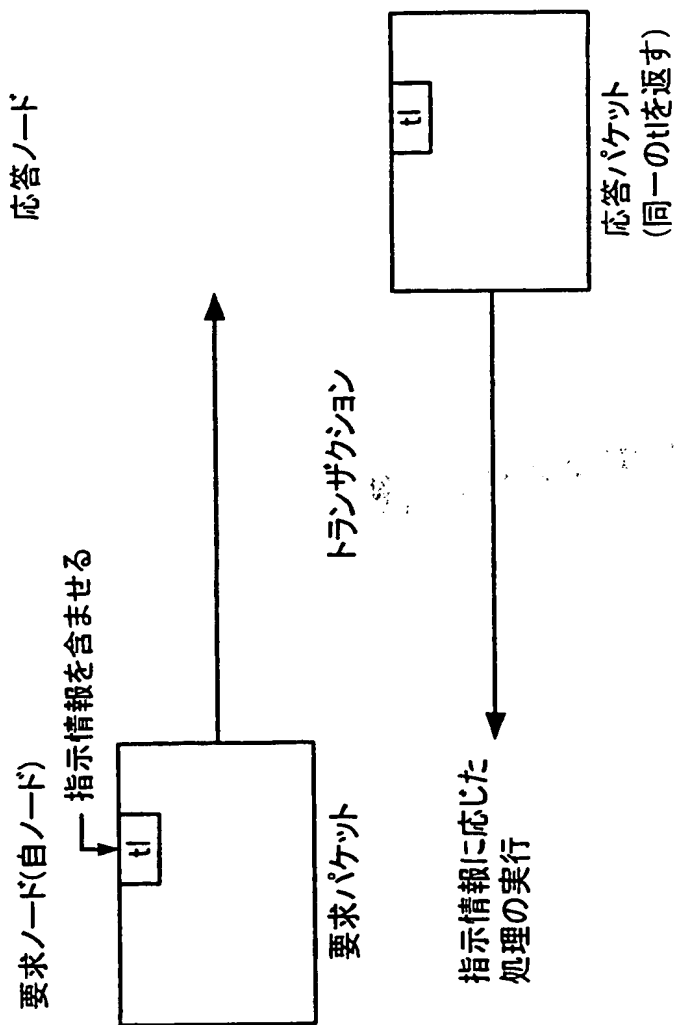 要求ノード(自ノード)
応答ノード
指示情報を含ませる
tl
要求パケット
トランザクション
tl
応答パケット
(同一のtlを返す)
指示情報に応じた
処理の実行